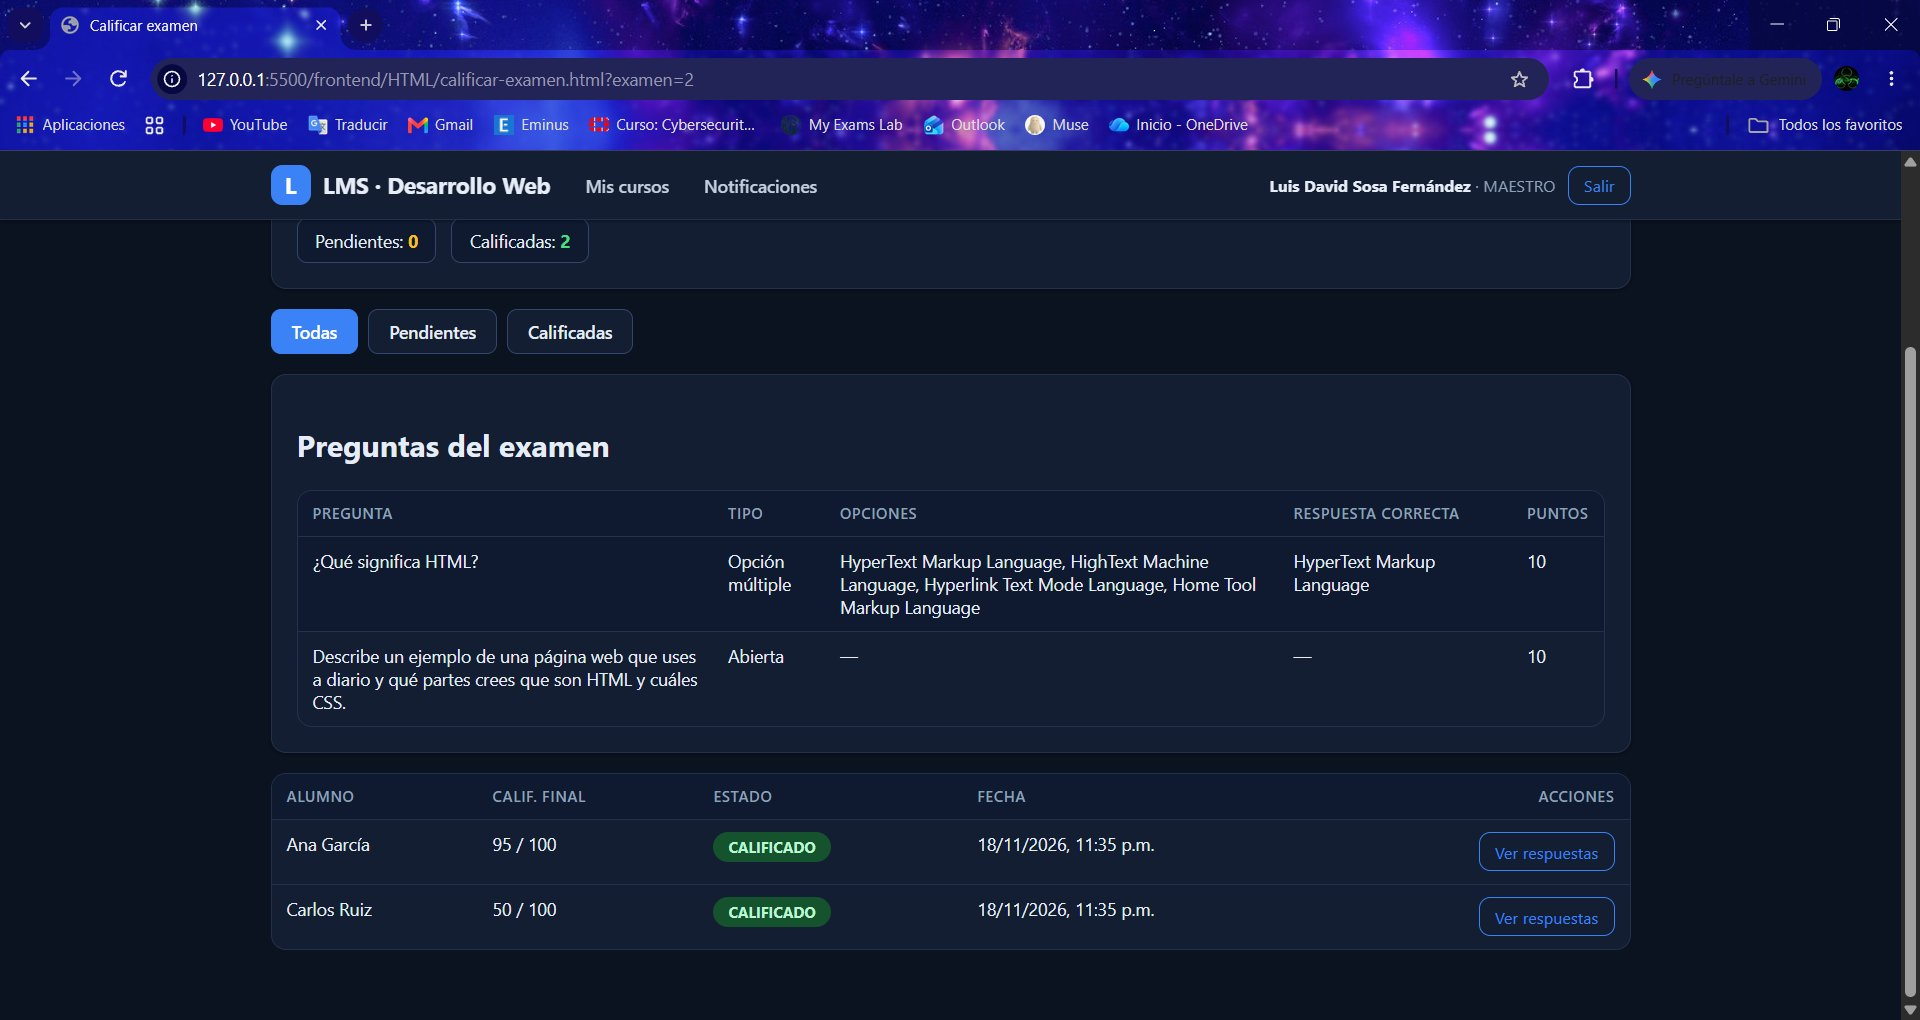 Calificar examen
127.0.0.1:5500/frontend/HTML/calificar-examen.html?examen=2
Pregúntale a Gemini
Aplicaciones
YouTube
Traducir
Gmail
Eminus
Curso: Cybersecurit...
My Exams Lab
Outlook
Muse
Inicio - OneDrive
Todos los favoritos
L
LMS · Desarrollo Web
Mis cursos
Notificaciones
Luis David Sosa Fernández · MAESTRO
Salir
Pendientes: 0
Calificadas: 2
Todas
Pendientes
Calificadas
Preguntas del examen
PREGUNTA TIPO OPCIONES RESPUESTA CORRECTA PUNTOS
¿Qué significa HTML?
Opción
múltiple
HyperText Markup Language, HighText Machine
Language, Hyperlink Text Mode Language, Home Tool
Markup Language
HyperText Markup
Language
10
Describe un ejemplo de una página web que uses
a diario y qué partes crees que son HTML y cuáles
CSS.
Abierta
—
—
10
ALUMNO CALIF. FINAL ESTADO FECHA ACCIONES
Ana García 95 / 100 CALIFICADO 18/11/2026, 11:35 p.m. Ver respuestas
Carlos Ruiz 50 / 100 CALIFICADO 18/11/2026, 11:35 p.m. Ver respuestas